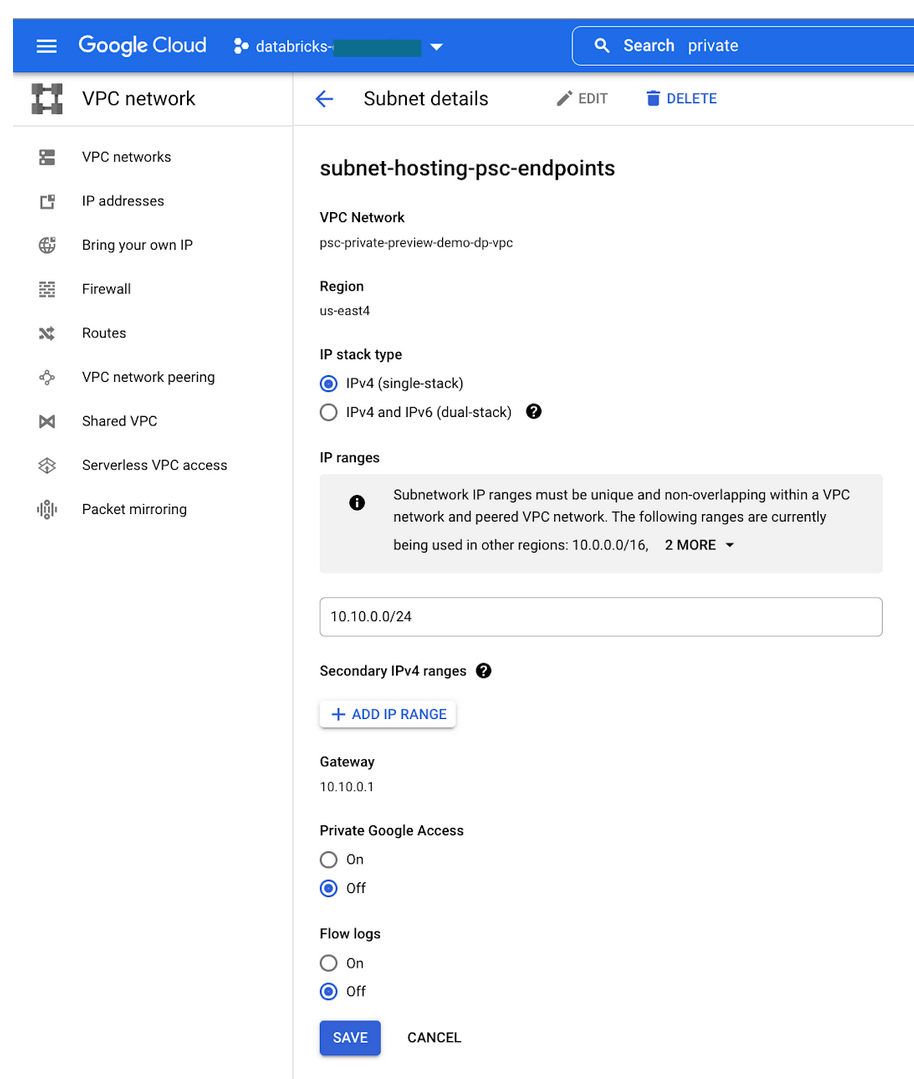 Google Cloud
databricks-
Search private
VPC network
Subnet details
EDIT
DELETE
VPC networks
IP addresses
Bring your own IP
Firewall
Routes
VPC network peering
Shared VPC
Serverless VPC access
Packet mirroring
subnet-hosting-psc-endpoints
VPC Network
psc-private-preview-demo-dp-vpc
Region
us-east4
IP stack type
IPv4 (single-stack)
IPv4 and IPv6 (dual-stack)
IP ranges
Subnetwork IP ranges must be unique and non-overlapping within a VPC
network and peered VPC network. The following ranges are currently
being used in other regions: 10.0.0.0/16, 2 MORE
10.10.0.0/24
Secondary IPv4 ranges
ADD IP RANGE
Gateway
10.10.0.1
Private Google Access
On
Off
Flow logs
On
Off
SAVE CANCEL